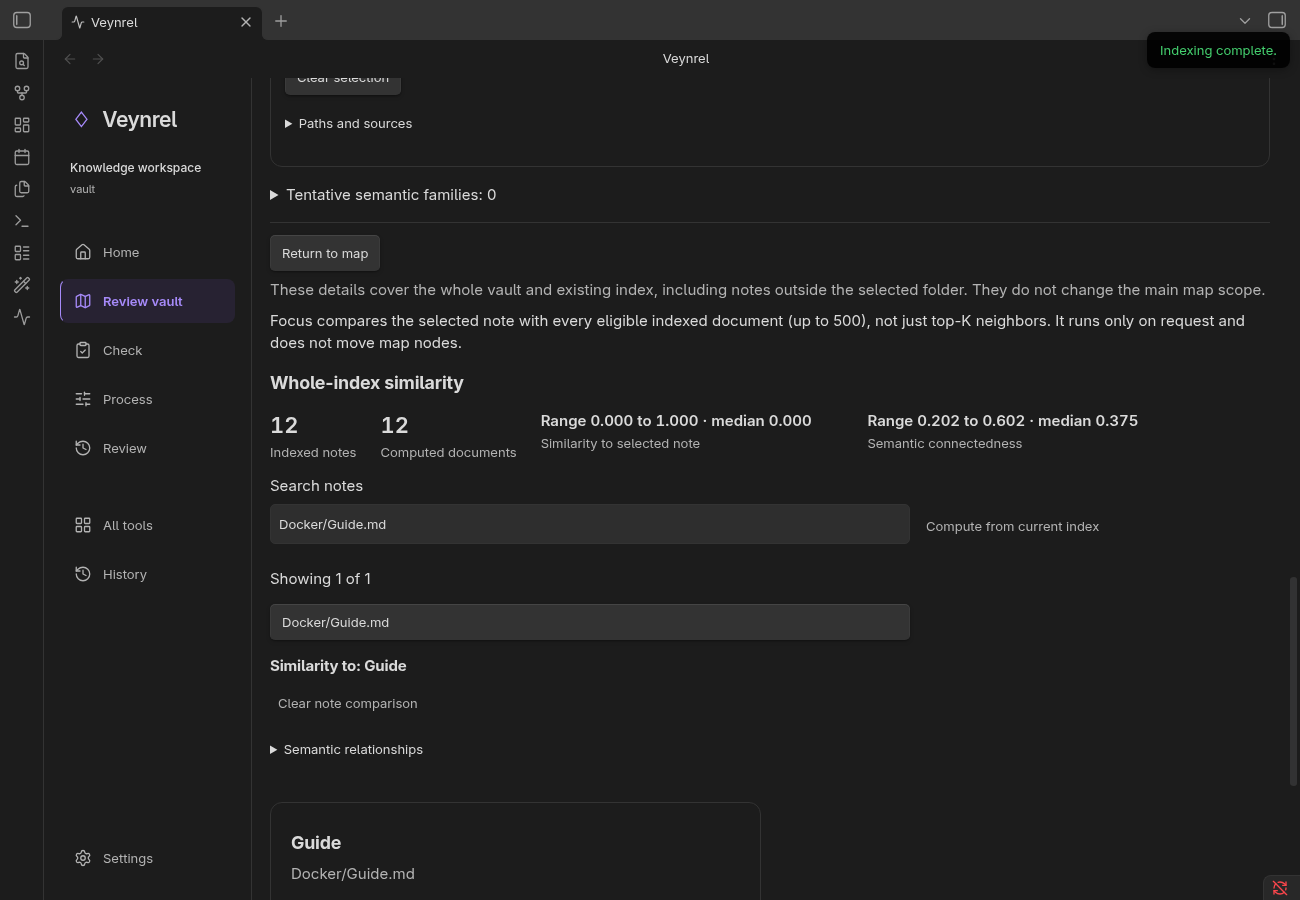 Veynrel
Veynrel
Indexing complete.
Veynrel
Knowledge workspace
vault
Home
Review vault
Check
Process
Review
All tools
History
Settings
Clear selection
Paths and sources
Tentative semantic families: 0
Return to map
These details cover the whole vault and existing index, including notes outside the selected folder. They do not change the main map scope.
Focus compares the selected note with every eligible indexed document (up to 500), not just top-K neighbors. It runs only on request and
does not move map nodes.
Whole-index similarity
12
Indexed notes
12
Computed documents
Range 0.000 to 1.000 · median 0.000
Similarity to selected note
Range 0.202 to 0.602 · median 0.375
Semantic connectedness
Search notes
Docker/Guide.md
Compute from current index
Showing 1 of 1
Docker/Guide.md
Similarity to: Guide
Clear note comparison
Semantic relationships
Guide
Docker/Guide.md